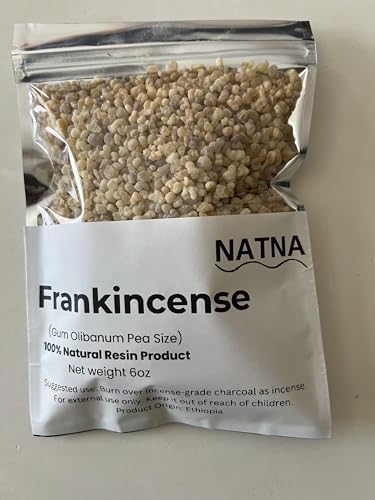 NATNA
Frankincense
(Gum Olibanum Pea Size)
100% Natural Resin Product
Net weight 6oz
Suggested use: Burn over incense-grade charcoal as incense
For external use only. Keep it out of reach of children.
Product Origin: Ethiopia